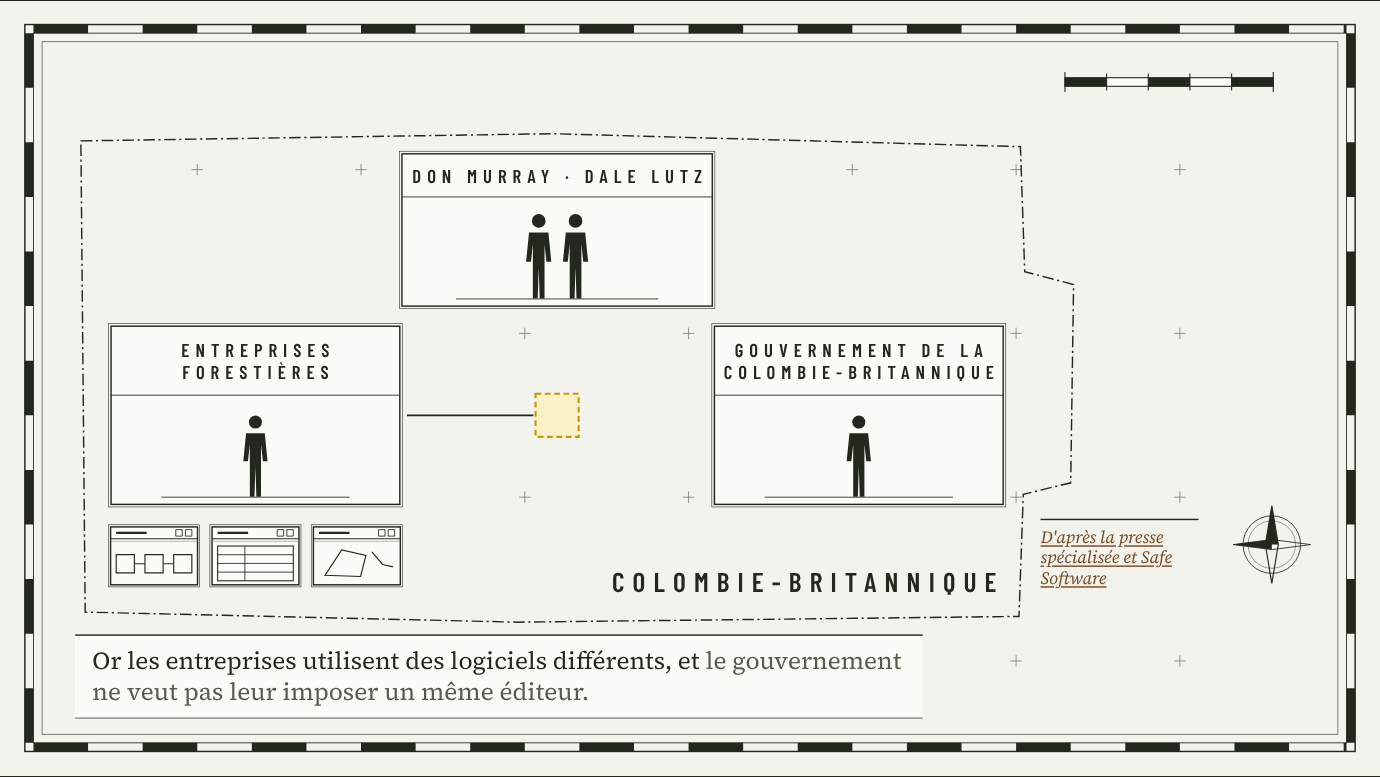 DON MURRAY · DALE LUTZ
ENTREPRISES
FORESTIÈRES
GOUVERNEMENT DE LA
COLOMBIE-BRITANNIQUE
COLOMBIE-BRITANNIQUE
D'après la presse
spécialisée et Safe
Software
Or les entreprises utilisent des logiciels différents, et le gouvernement
ne veut pas leur imposer un même éditeur.